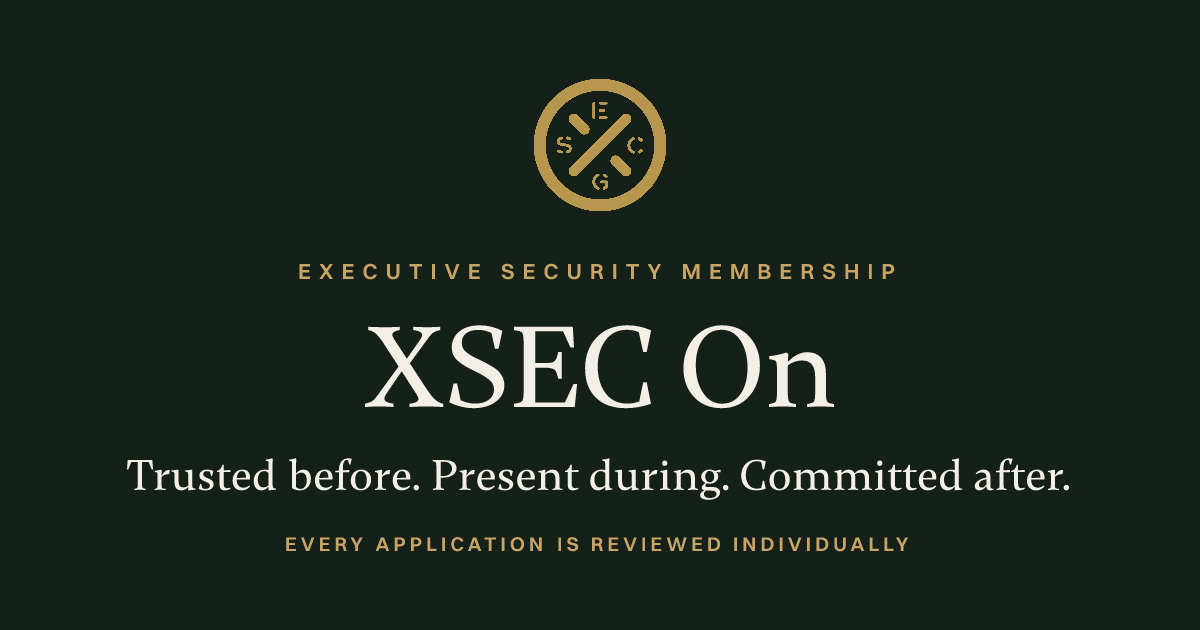 E
S C
G
EXECUTIVE SECURITY MEMBERSHIP
XSEC On
Trusted before. Present during. Committed after.
EVERY APPLICATION IS REVIEWED INDIVIDUALLY